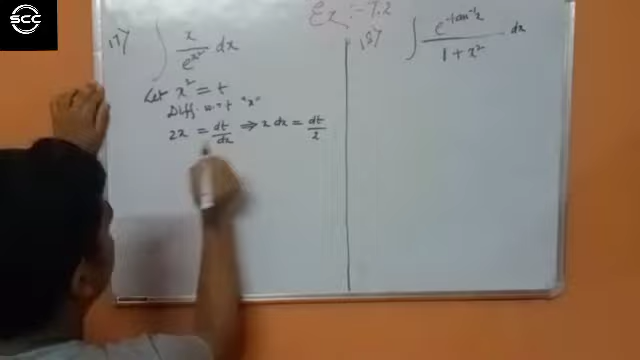 SCC
Ex :- 7.2
17) ∫ x / e^(x²) dx
Let x² = t
Diff. w.r.t "x"
2x = dt/dx ⇒ x dx = dt/2
18) ∫ e^(tan⁻¹x) / (1 + x²) dx